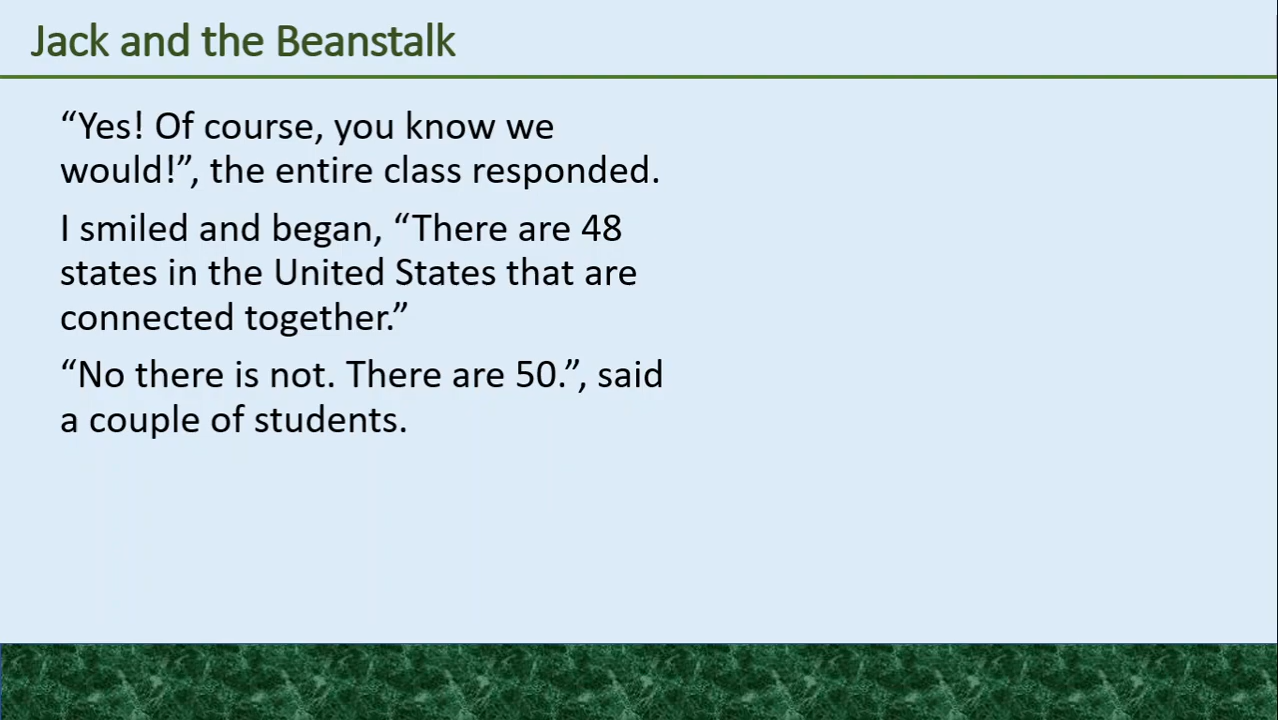 Jack and the Beanstalk
“Yes! Of course, you know we
would!”, the entire class responded.
I smiled and began, “There are 48
states in the United States that are
connected together.”
“No there is not. There are 50.”, said
a couple of students.